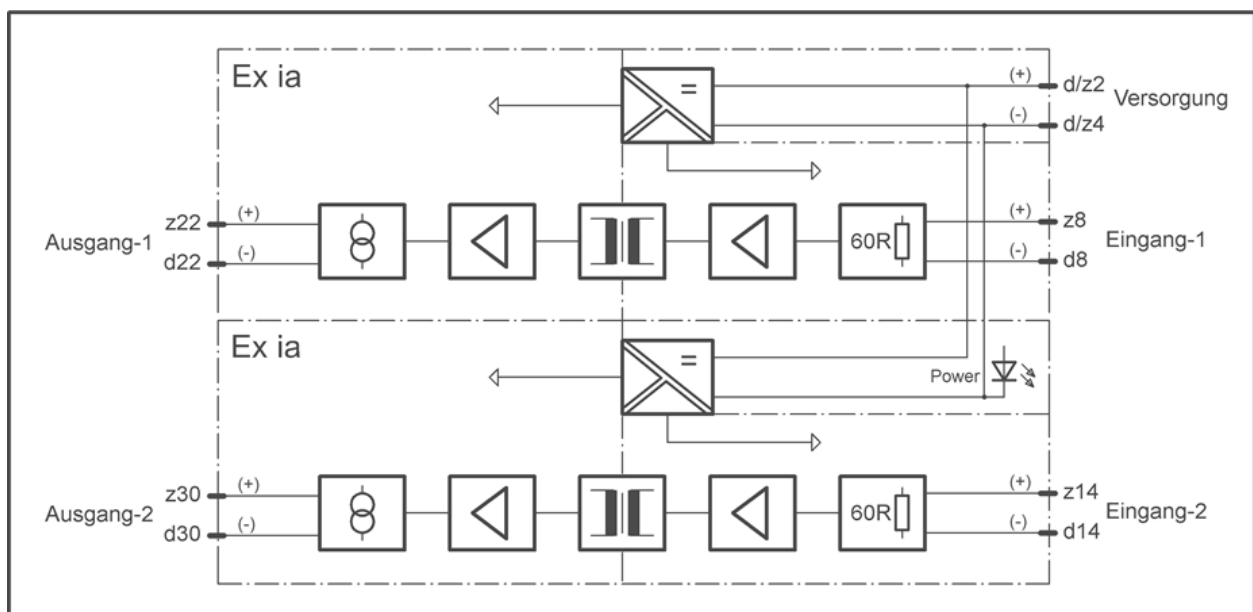 Ex ia
=
(+)
d/z2
Versorgung
(-)
d/z4
Ausgang-1
z22
(+)
(-)
d22
60R
(+)
z8
Eingang-1
(-)
d8
Ex ia
=
Power
Ausgang-2
z30
(+)
(-)
d30
60R
(+)
z14
Eingang-2
(-)
d14